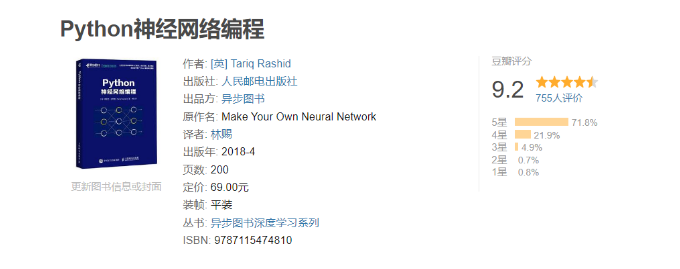 Python神经网络编程
Python
神经网络编程
更新图书信息或封面
作者: [英] Tariq Rashid
出版社: 人民邮电出版社
出品方: 异步图书
原作名: Make Your Own Neural Network
译者: 林赐
出版年: 2018-4
页数: 200
定价: 69.00元
装帧: 平装
丛书: 异步图书深度学习系列
ISBN: 9787115474810
豆瓣评分
9.2
755人评价
5星 71.8%
4星 21.9%
3星 4.9%
2星 0.7%
1星 0.8%